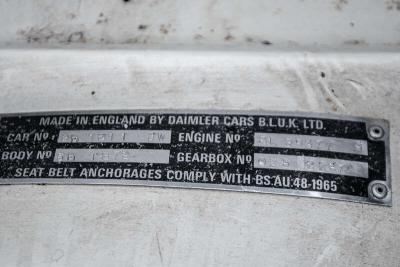 MADE IN ENGLAND BY DAIMLER CARS B.L.U.K. LTD.
CAR No: ENGINE No:
BODY No: GEARBOX No
SEAT BELT ANCHORAGES COMPLY WITH BS.AU.48-1965